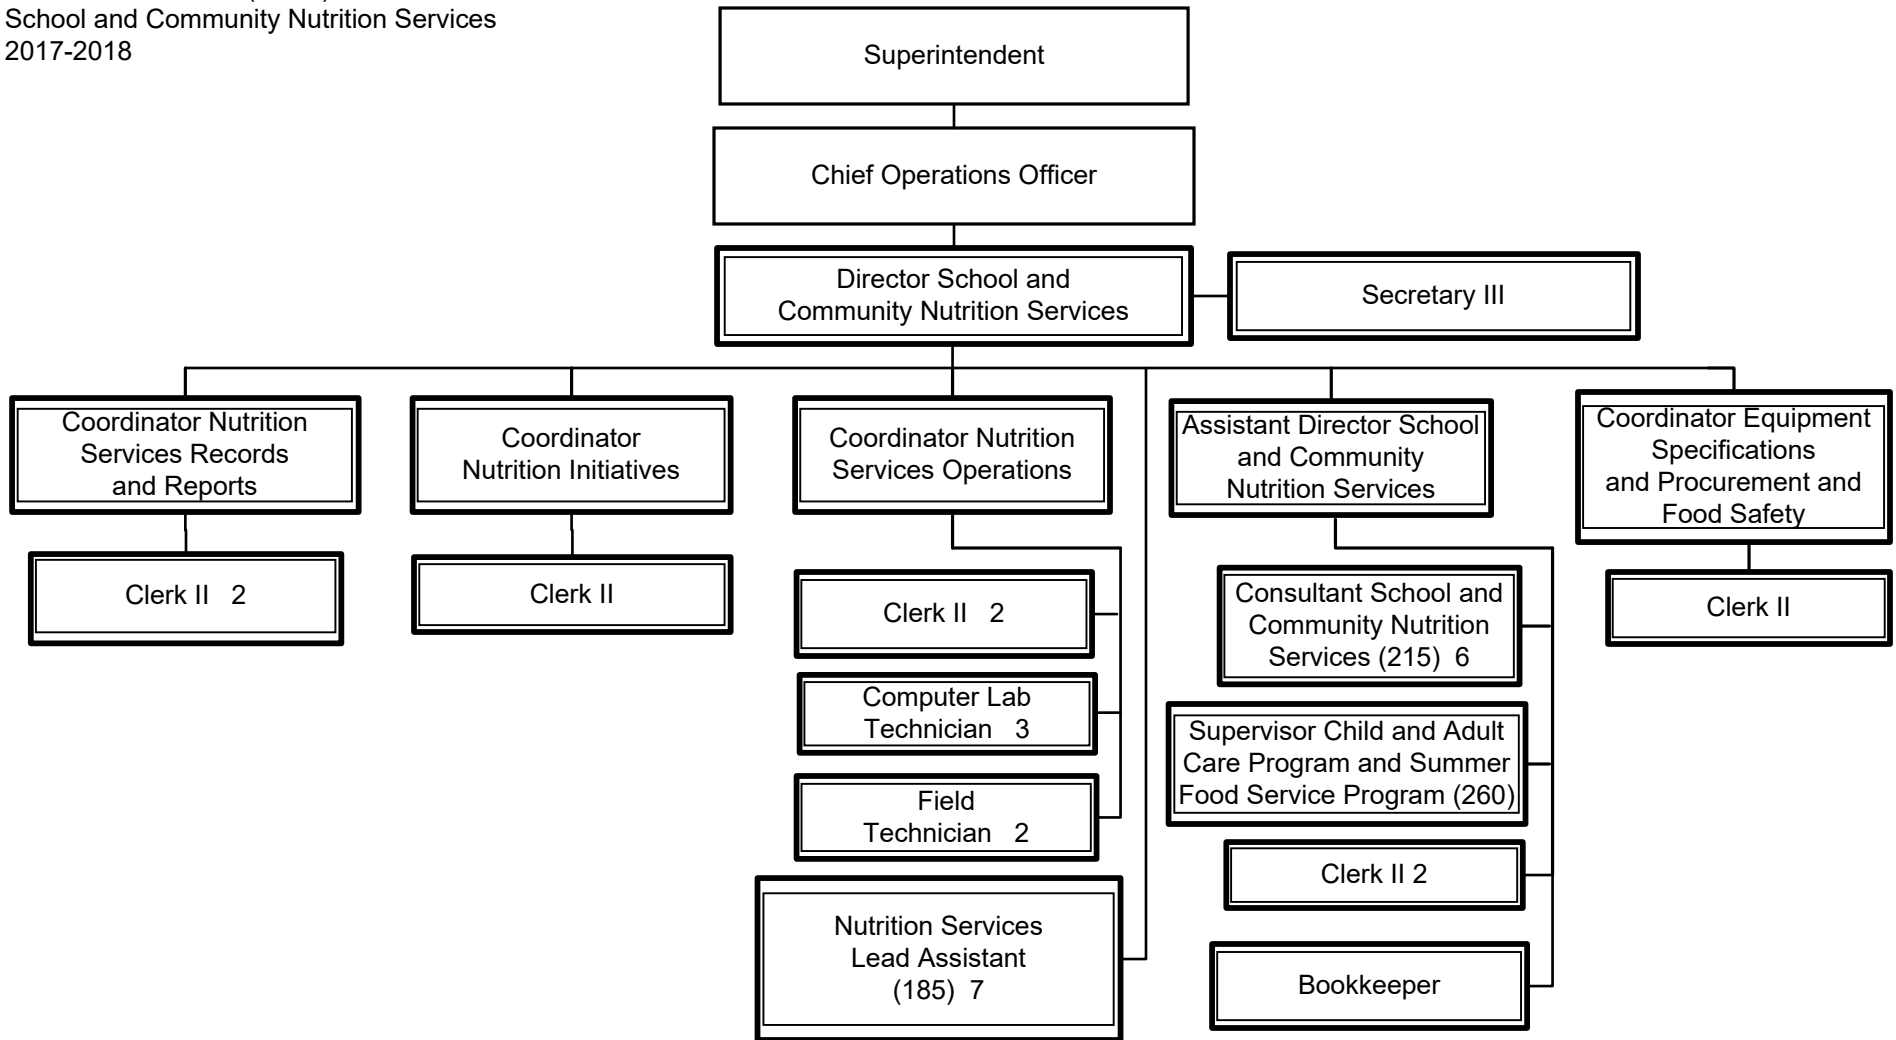 School and Community Nutrition Services
2017-2018
Superintendent
Chief Operations Officer
Director School and
Community Nutrition Services
Secretary III
Coordinator Nutrition
Services Records
and Reports
Coordinator
Nutrition Initiatives
Coordinator Nutrition
Services Operations
Assistant Director School
and Community
Nutrition Services
Coordinator Equipment
Specifications
and Procurement and
Food Safety
Clerk II 2
Clerk II
Clerk II 2
Computer Lab
Technician 3
Field
Technician 2
Nutrition Services
Lead Assistant
(185) 7
Consultant School and
Community Nutrition
Services (215) 6
Supervisor Child and Adult
Care Program and Summer
Food Service Program (260)
Clerk II 2
Bookkeeper
Clerk II